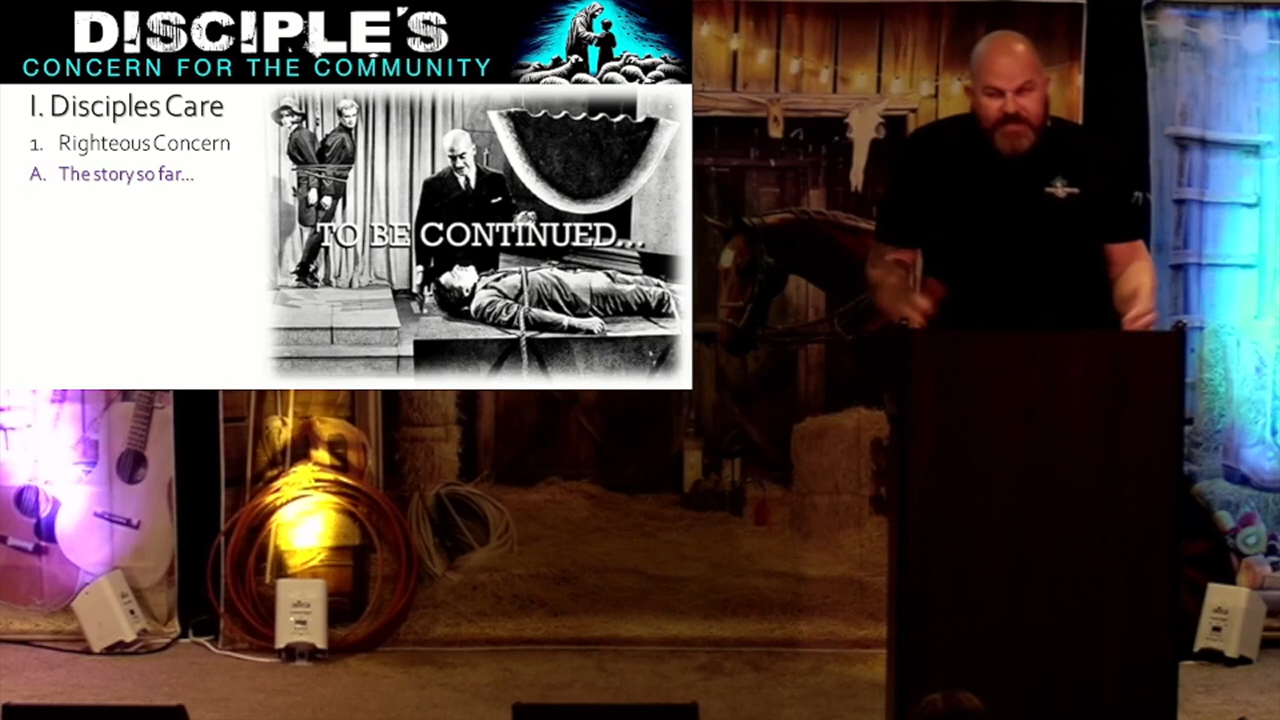 DISCIPLE'S
CONCERN FOR THE COMMUNITY
I. Disciples Care
1. Righteous Concern
A. The story so far...
TO BE CONTINUED...